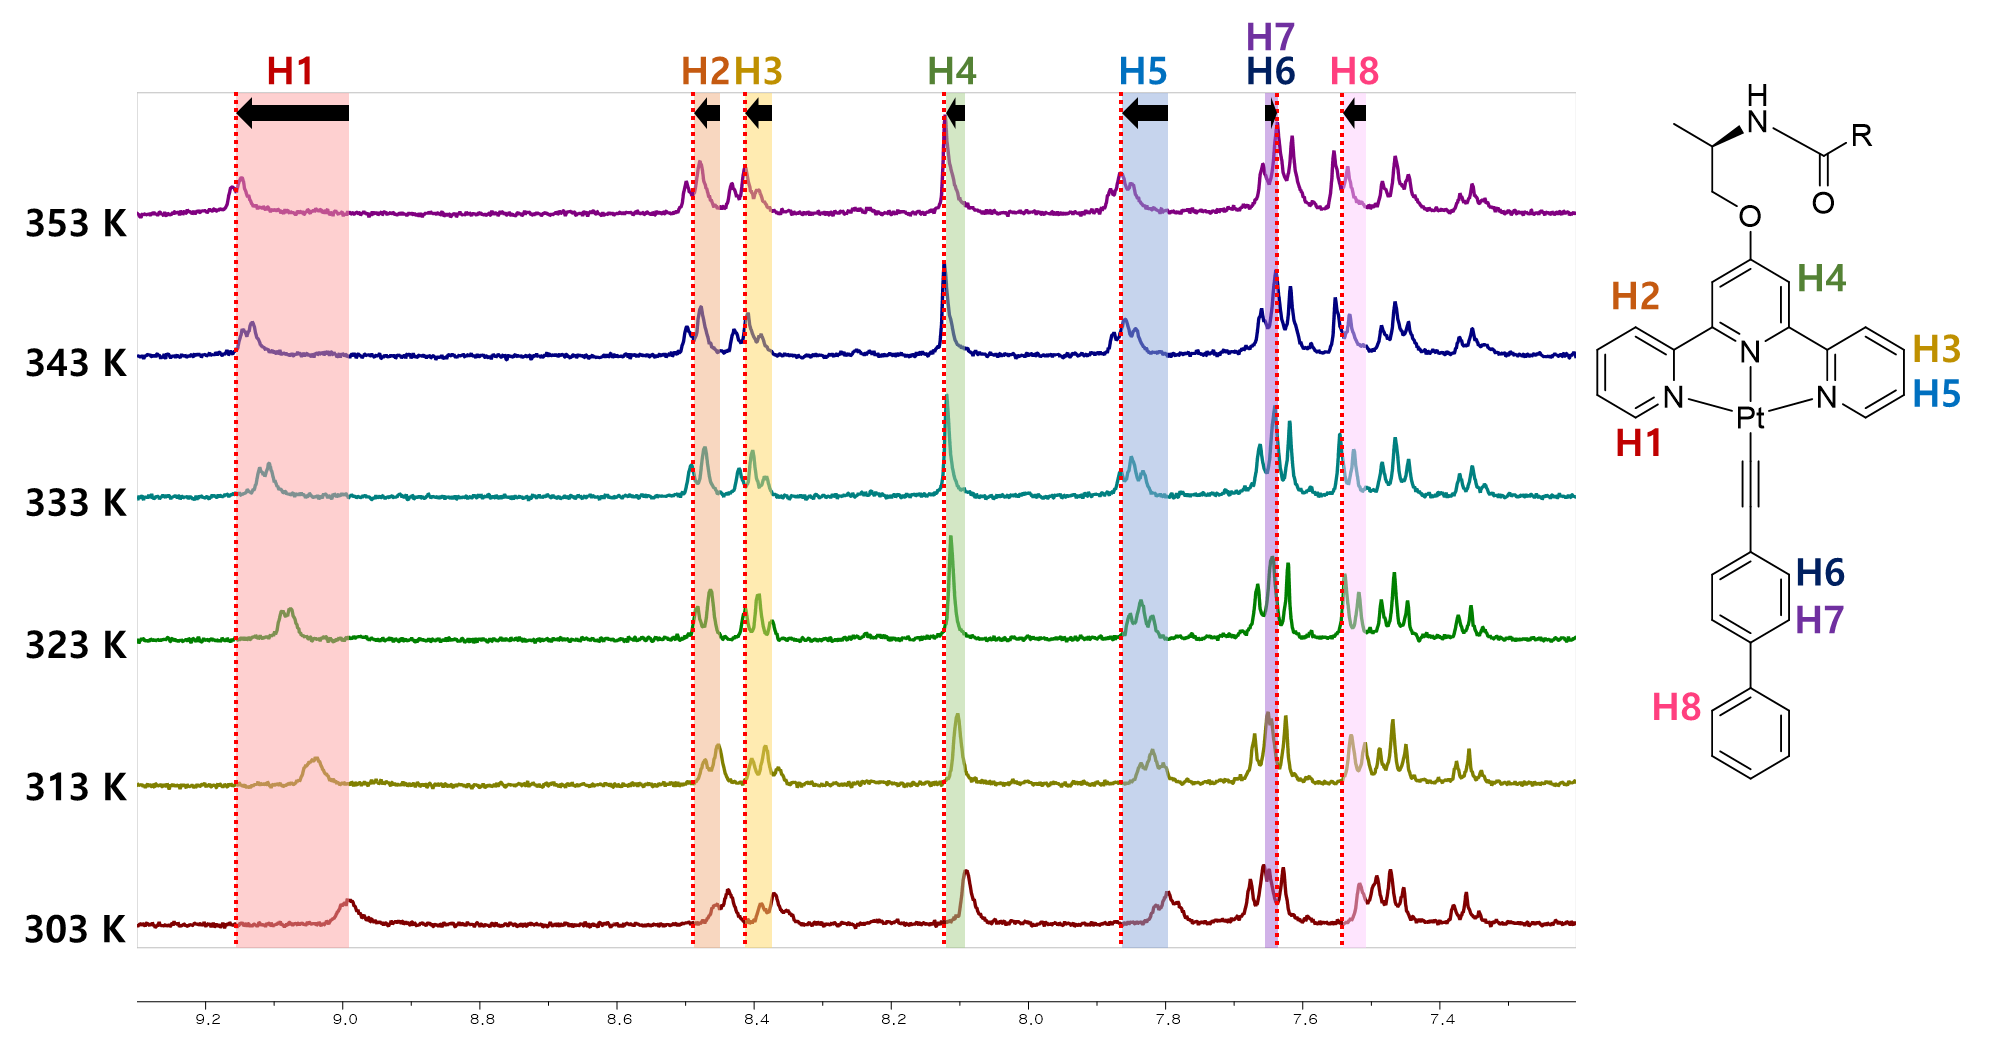 H7
H1 H2 H3 H4 H5 H6 H8
353 K
343 K
333 K
323 K
313 K
303 K
9.2 9.0 8.8 8.6 8.4 8.2 8.0 7.8 7.6 7.4
H
N
R
O
O
H4
H2
N
H3
N
N
H5
Pt
H1
H6
H7
H8